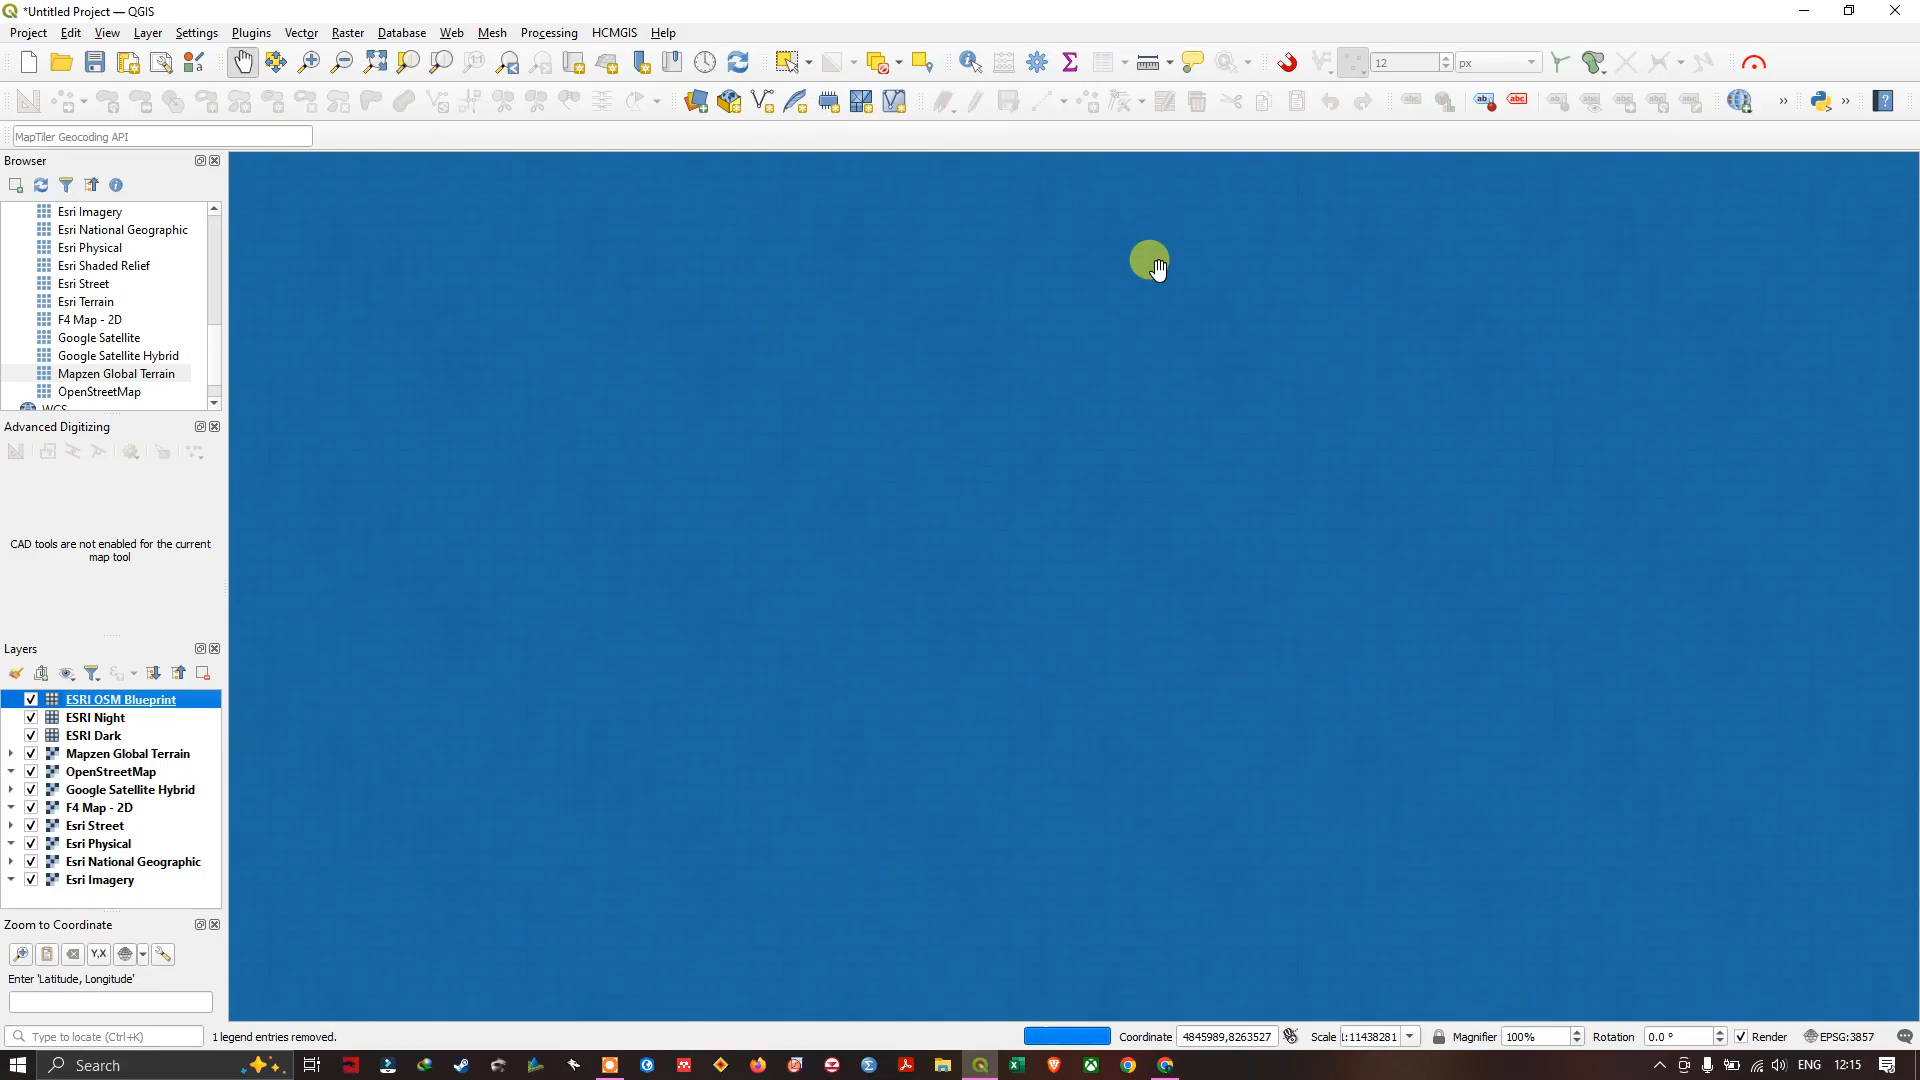 *Untitled Project — QGIS
Project Edit View Layer Settings Plugins Vector Raster Database Web Mesh Processing HCMGIS Help
12 px
abc abc
MapTiler Geocoding API
Browser
Esri Imagery
Esri National Geographic
Esri Physical
Esri Shaded Relief
Esri Street
Esri Terrain
F4 Map - 2D
Google Satellite
Google Satellite Hybrid
Mapzen Global Terrain
OpenStreetMap
WCS
Advanced Digitizing
CAD tools are not enabled for the current
map tool
Layers
ESRI OSM Blueprint
ESRI Night
ESRI Dark
Mapzen Global Terrain
OpenStreetMap
Google Satellite Hybrid
F4 Map - 2D
Esri Street
Esri Physical
Esri National Geographic
Esri Imagery
Zoom to Coordinate
Y,X
Enter 'Latitude, Longitude'
Type to locate (Ctrl+K) 1 legend entries removed. Coordinate 4845989,8263527 Scale 1:11438281 Magnifier 100% Rotation 0.0 ° Render EPSG:3857
Search ENG 12:15